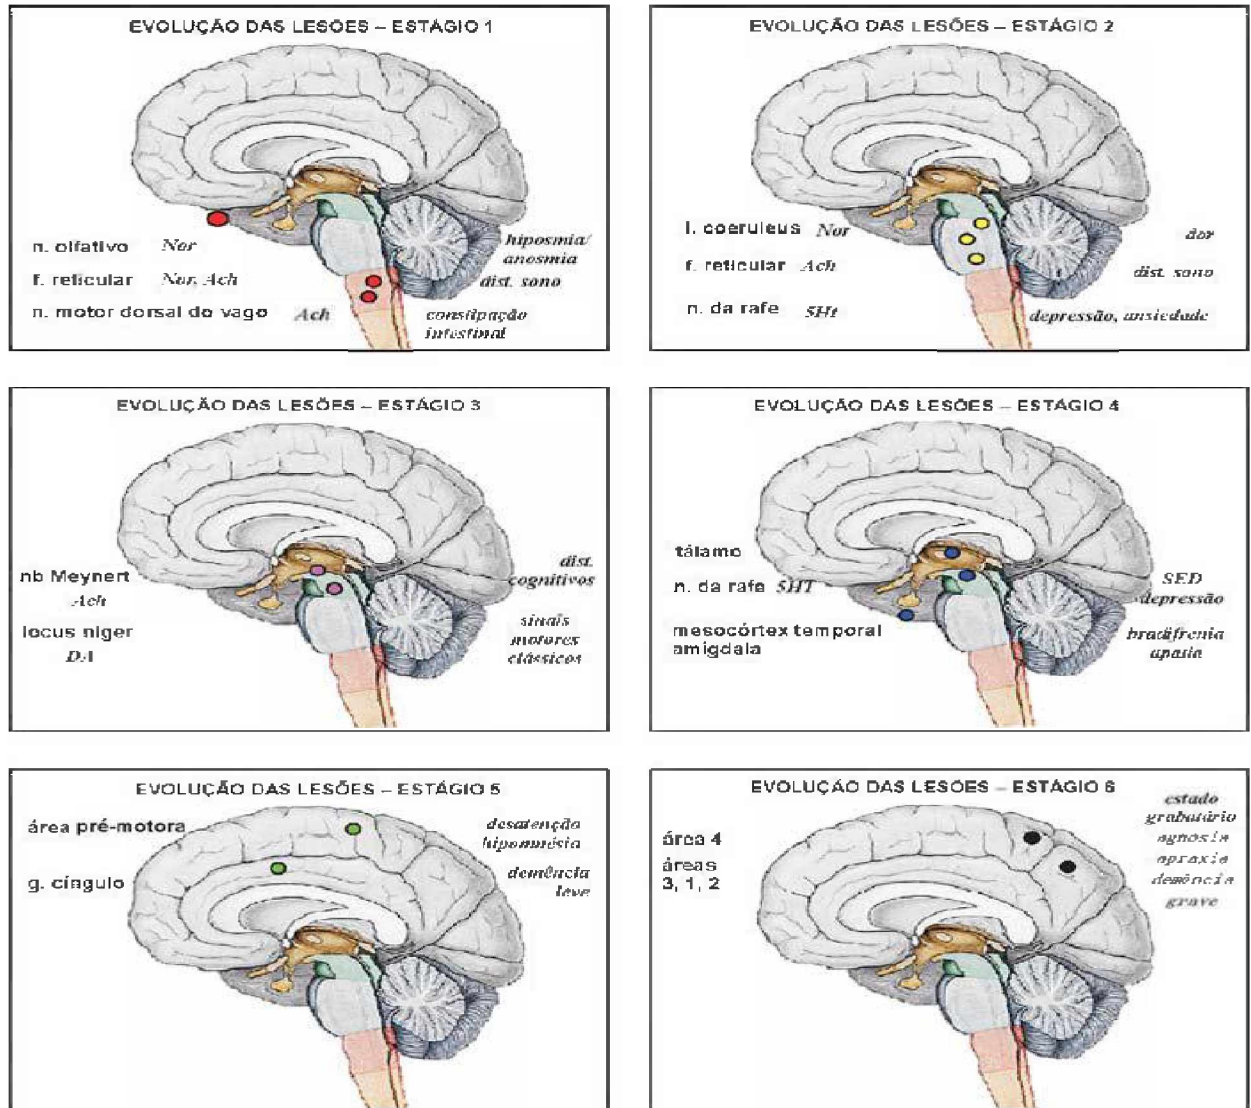 EVOLUÇÃO DAS LESÕES – ESTÁGIO 1
n. olfativo Nor
hiposmia/
anosmia
f. reticular Nor, Ach
dist. sono
n. motor dorsal do vago Ach
constipação
intestinal
EVOLUÇÃO DAS LESÕES – ESTÁGIO 2
l. coeruleus Nor
dor
f. reticular Ach
dist. sono
n. da rafe 5Ht
depressão, ansiedade
EVOLUÇÃO DAS LESÕES – ESTÁGIO 3
nb Meynert
Ach
dist.
cognitivos
locus niger
DA
sinais
motores
clássicos
EVOLUÇÃO DAS LESÕES – ESTÁGIO 4
tálamo
n. da rafe 5HT
SED
depressão
mesocórtex temporal
amigdala
bradifrenia
apatia
EVOLUÇÃO DAS LESÕES – ESTÁGIO 5
área pré-motora
desatenção
hipomnésia
g. cíngulo
demência
leve
EVOLUÇÃO DAS LESÕES – ESTÁGIO 6
área 4
áreas
3, 1, 2
estado
grabatário
agnosia
apraxia
demência
grave